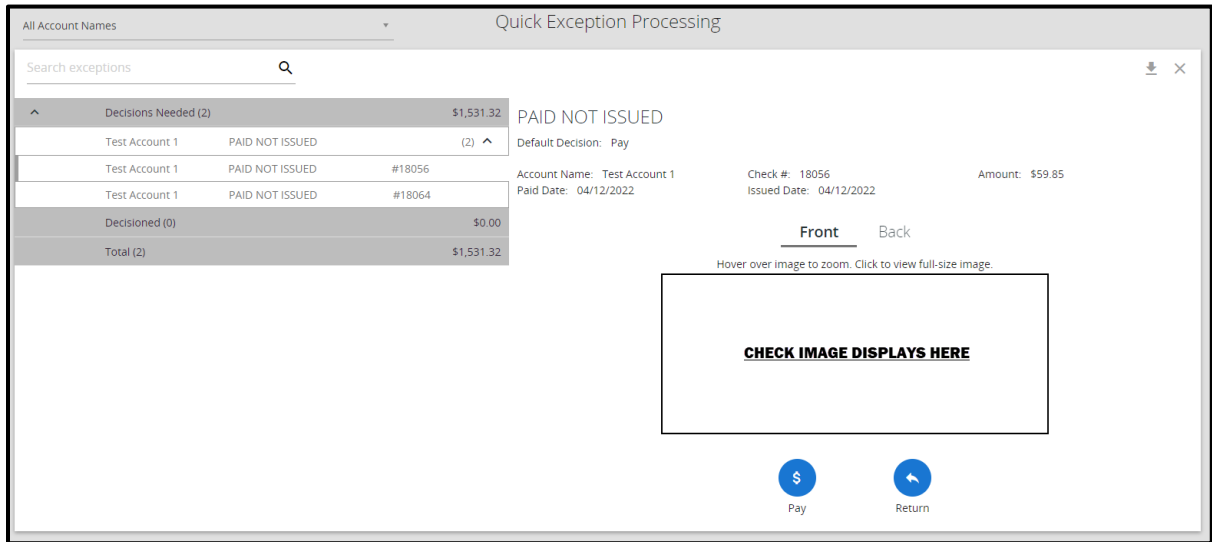 All Account Names
Quick Exception Processing
Search exceptions
Decisions Needed (2) $1,531.32
Test Account 1 PAID NOT ISSUED (2)
Test Account 1 PAID NOT ISSUED #18056
Test Account 1 PAID NOT ISSUED #18064
Decisioned (0) $0.00
Total (2) $1,531.32
PAID NOT ISSUED
Default Decision: Pay
Account Name: Test Account 1 Check #: 18056 Amount: $59.85
Paid Date: 04/12/2022 Issued Date: 04/12/2022
Front Back
Hover over image to zoom. Click to view full-size image.
CHECK IMAGE DISPLAYS HERE
$
Pay Return